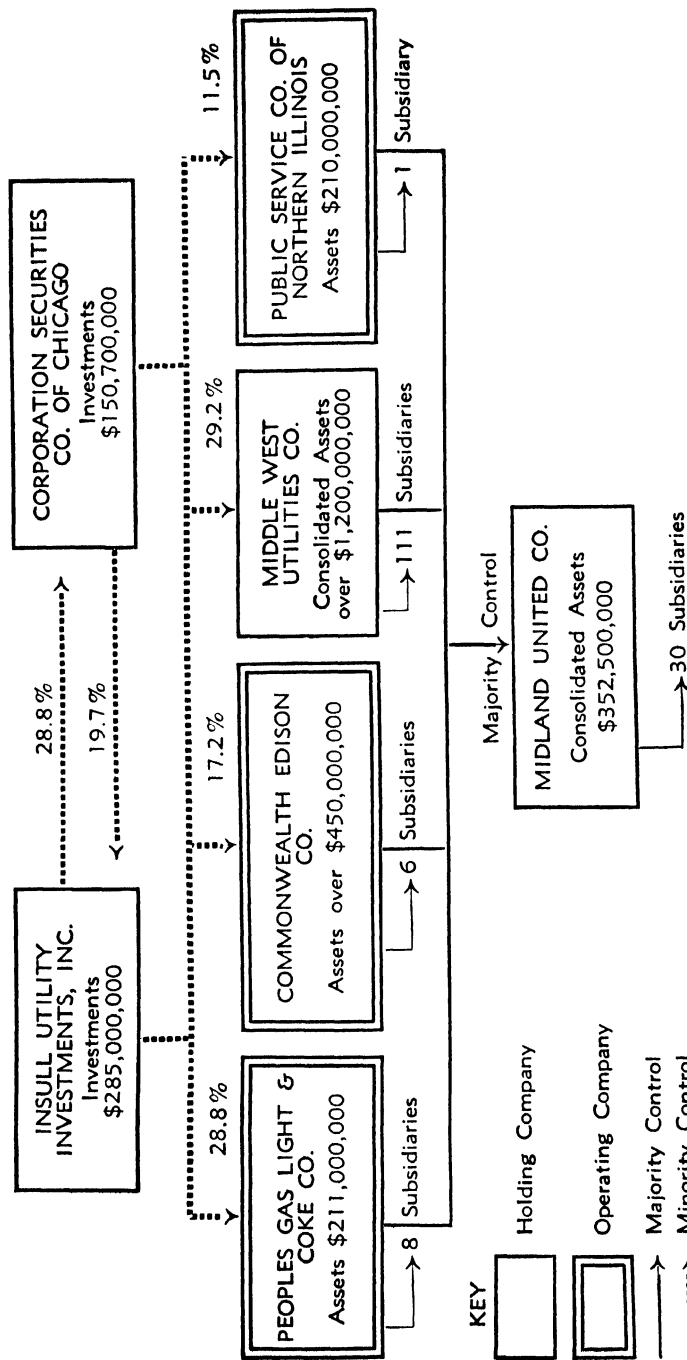 INSULL UTILITY
INVESTMENTS, INC.
Investments
$285,000,000
28.8%
19.7%
CORPORATION SECURITIES
CO. OF CHICAGO
Investments
$150,700,000
28.8%
17.2%
29.2%
11.5%
PEOPLES GAS LIGHT &
COKE CO.
Assets $211,000,000
8 Subsidiaries
COMMONWEALTH EDISON
CO.
Assets over $450,000,000
6 Subsidiaries
MIDDLE WEST
UTILITIES CO.
Consolidated Assets
over $1,200,000,000
111 Subsidiaries
PUBLIC SERVICE CO. OF
NORTHERN ILLINOIS
Assets $210,000,000
1 Subsidiary
Majority Control
MIDLAND UNITED CO.
Consolidated Assets
$352,500,000
30 Subsidiaries
KEY
Holding Company
Operating Company
Majority Control
Minority Control